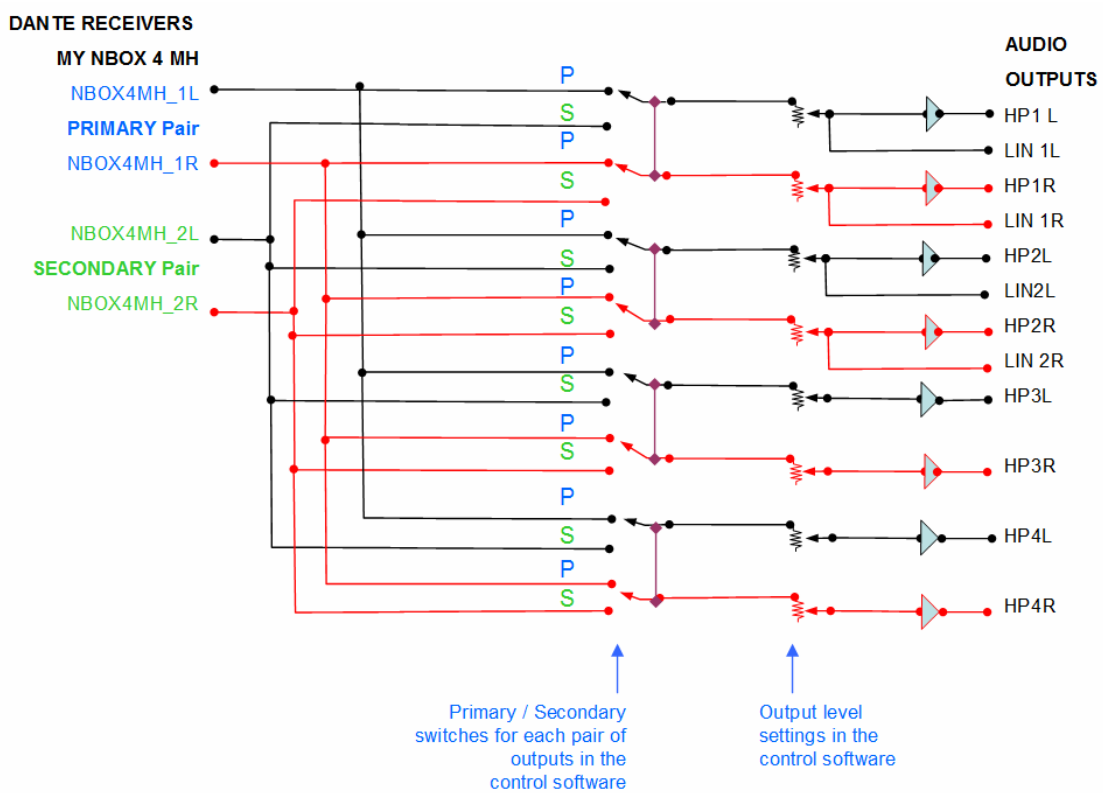 DANTE RECEIVERS
MY NBOX 4 MH
NBOX4MH_1L
PRIMARY Pair
NBOX4MH_1R
NBOX4MH_2L
SECONDARY Pair
NBOX4MH_2R
P
S
P
S
P
S
P
S
P
S
P
S
P
S
P
S
AUDIO
OUTPUTS
HP1 L
LIN 1L
HP1R
LIN 1R
HP2L
LIN2L
HP2R
LIN 2R
HP3L
HP3R
HP4L
HP4R
Primary / Secondary
switches for each pair of
outputs in the
control software
Output level
settings in the
control software